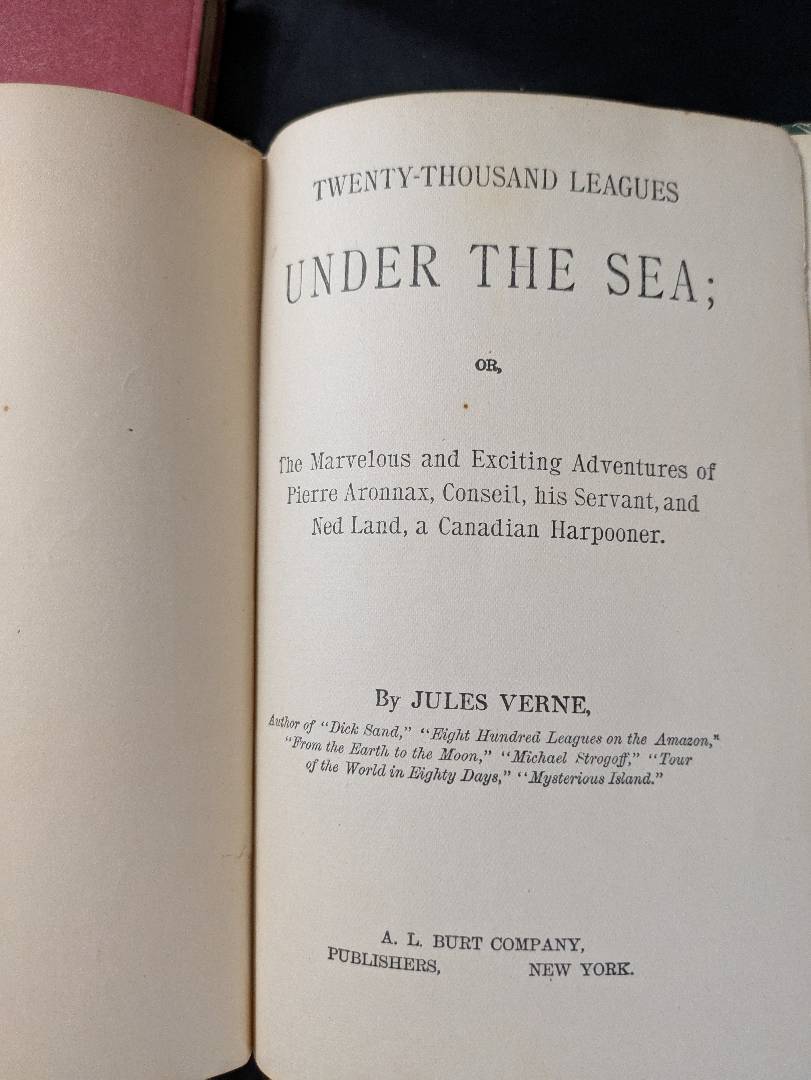 TWENTY-THOUSAND LEAGUES
UNDER THE SEA;
OR,
The Marvelous and Exciting Adventures of
Pierre Aronnax, Conseil, his Servant, and
Ned Land, a Canadian Harpooner.
By JULES VERNE,
Author of "Dick Sand," "Eight Hundred Leagues on the Amazon,"
"From the Earth to the Moon," "Michael Strogoff," "Tour
of the World in Eighty Days," "Mysterious Island."
A. L. BURT COMPANY,
PUBLISHERS, NEW YORK.